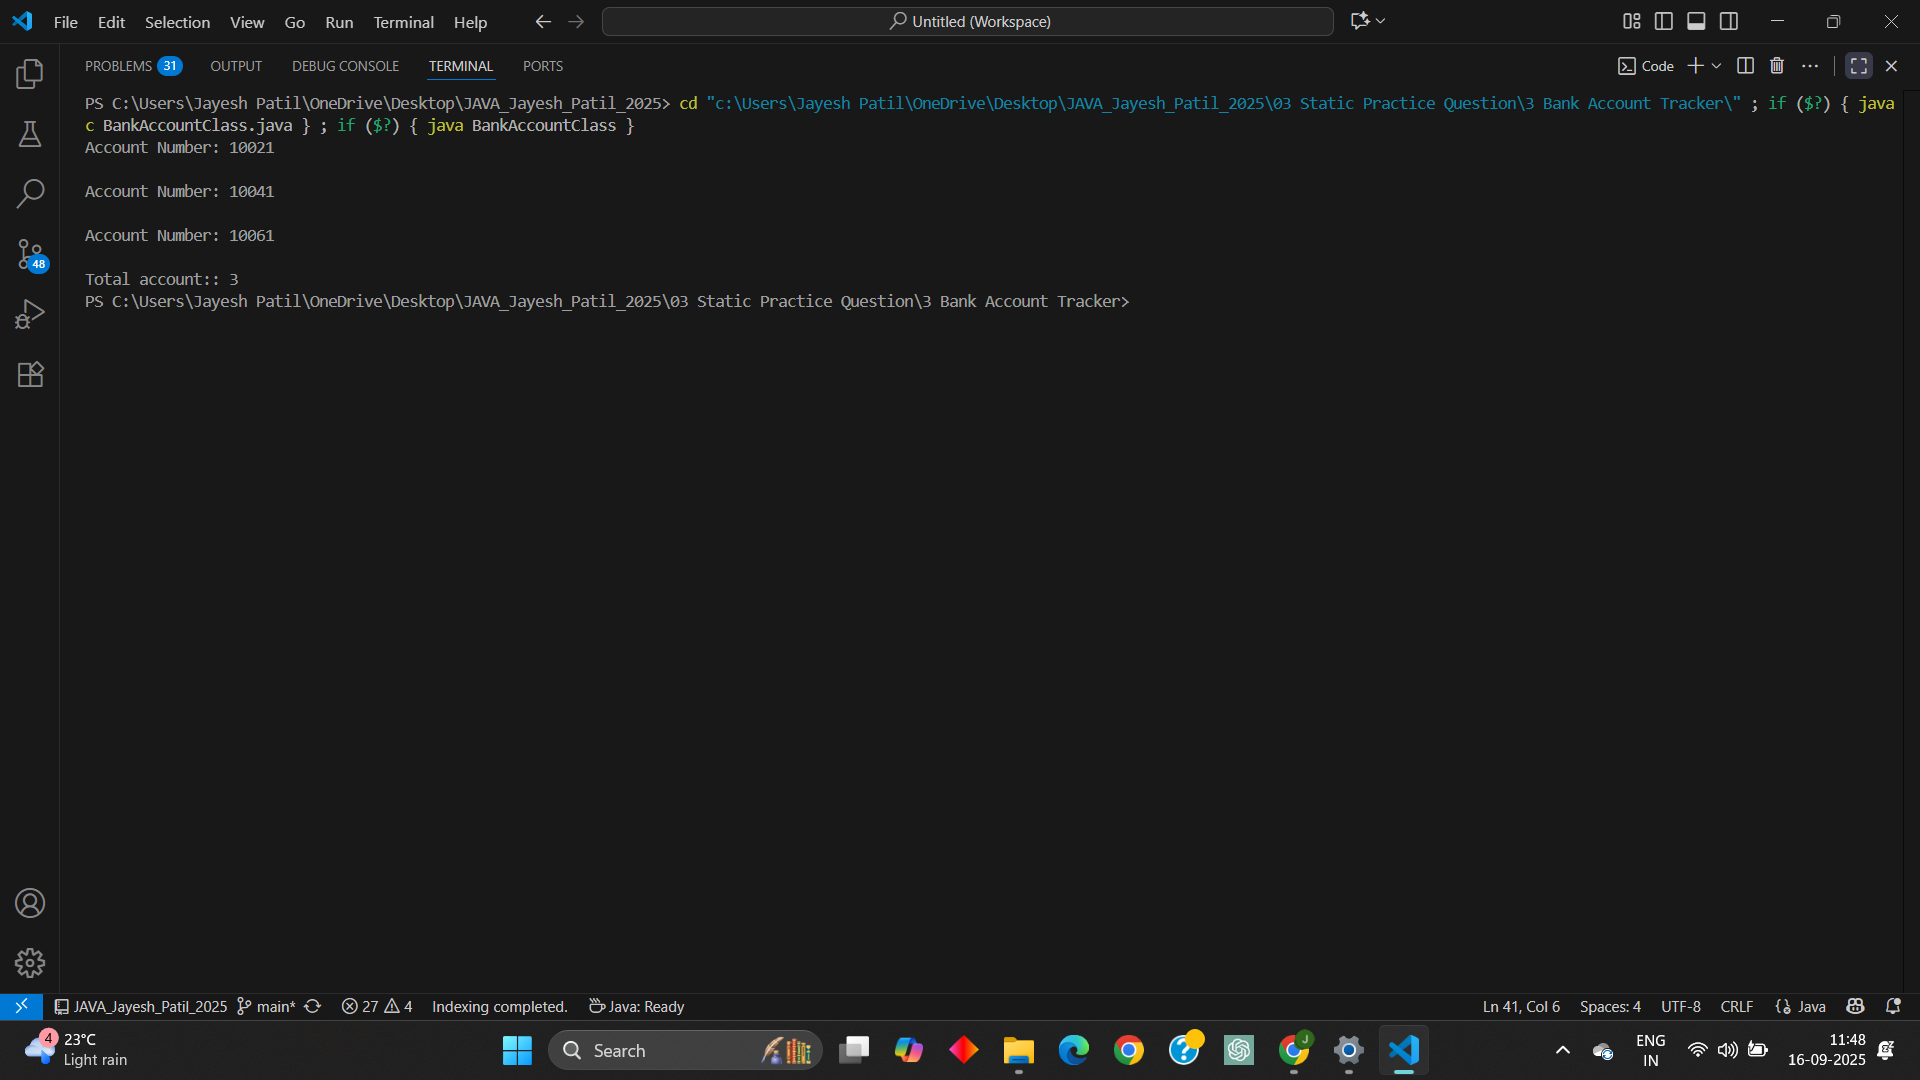 File Edit Selection View Go Run Terminal Help Untitled (Workspace)
PROBLEMS 31 OUTPUT DEBUG CONSOLE TERMINAL PORTS Code
PS C:\Users\Jayesh Patil\OneDrive\Desktop\JAVA_Jayesh_Patil_2025> cd "c:\Users\Jayesh Patil\OneDrive\Desktop\JAVA_Jayesh_Patil_2025\03 Static Practice Question\3 Bank Account Tracker\" ; if ($?) { java
c BankAccountClass.java } ; if ($?) { java BankAccountClass }
Account Number: 10021
Account Number: 10041
Account Number: 10061
Total account:: 3
PS C:\Users\Jayesh Patil\OneDrive\Desktop\JAVA_Jayesh_Patil_2025\03 Static Practice Question\3 Bank Account Tracker>
48
JAVA_Jayesh_Patil_2025 main* 27 4 Indexing completed. Java: Ready Ln 41, Col 6 Spaces: 4 UTF-8 CRLF Java
4 23°C
Light rain
Search
J
ENG
IN
11:48
16-09-2025